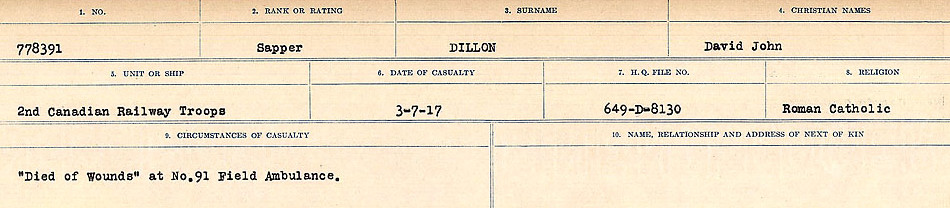 1. NO. 2. RANK OR RATING 3. SURNAME 4. CHRISTIAN NAMES
778391 Sapper DILLON David John
5. UNIT OR SHIP 6. DATE OF CASUALTY 7. H.Q. FILE NO. 8. RELIGION
2nd Canadian Railway Troops 3-7-17 649-D-8130 Roman Catholic
9. CIRCUMSTANCES OF CASUALTY 10. NAME, RELATIONSHIP AND ADDRESS OF NEXT OF KIN
"Died of Wounds" at No.91 Field Ambulance.